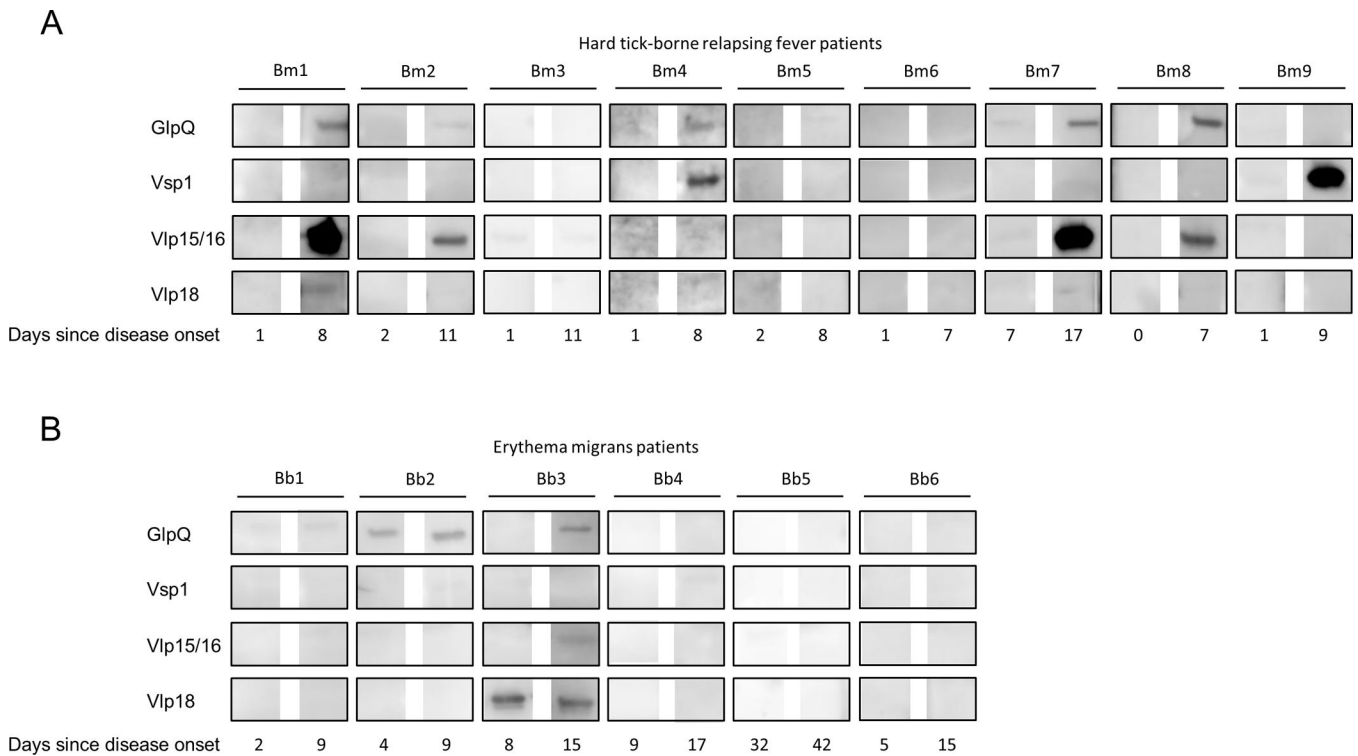 A
Hard tick-borne relapsing fever patients
Bm1 Bm2 Bm3 Bm4 Bm5 Bm6 Bm7 Bm8 Bm9
GlpQ
Vsp1
Vlp15/16
Vlp18
Days since disease onset 1 8 2 11 1 11 1 8 2 8 1 7 7 17 0 7 1 9
B
Erythema migrans patients
Bb1 Bb2 Bb3 Bb4 Bb5 Bb6
GlpQ
Vsp1
Vlp15/16
Vlp18
Days since disease onset 2 9 4 9 8 15 9 17 32 42 5 15